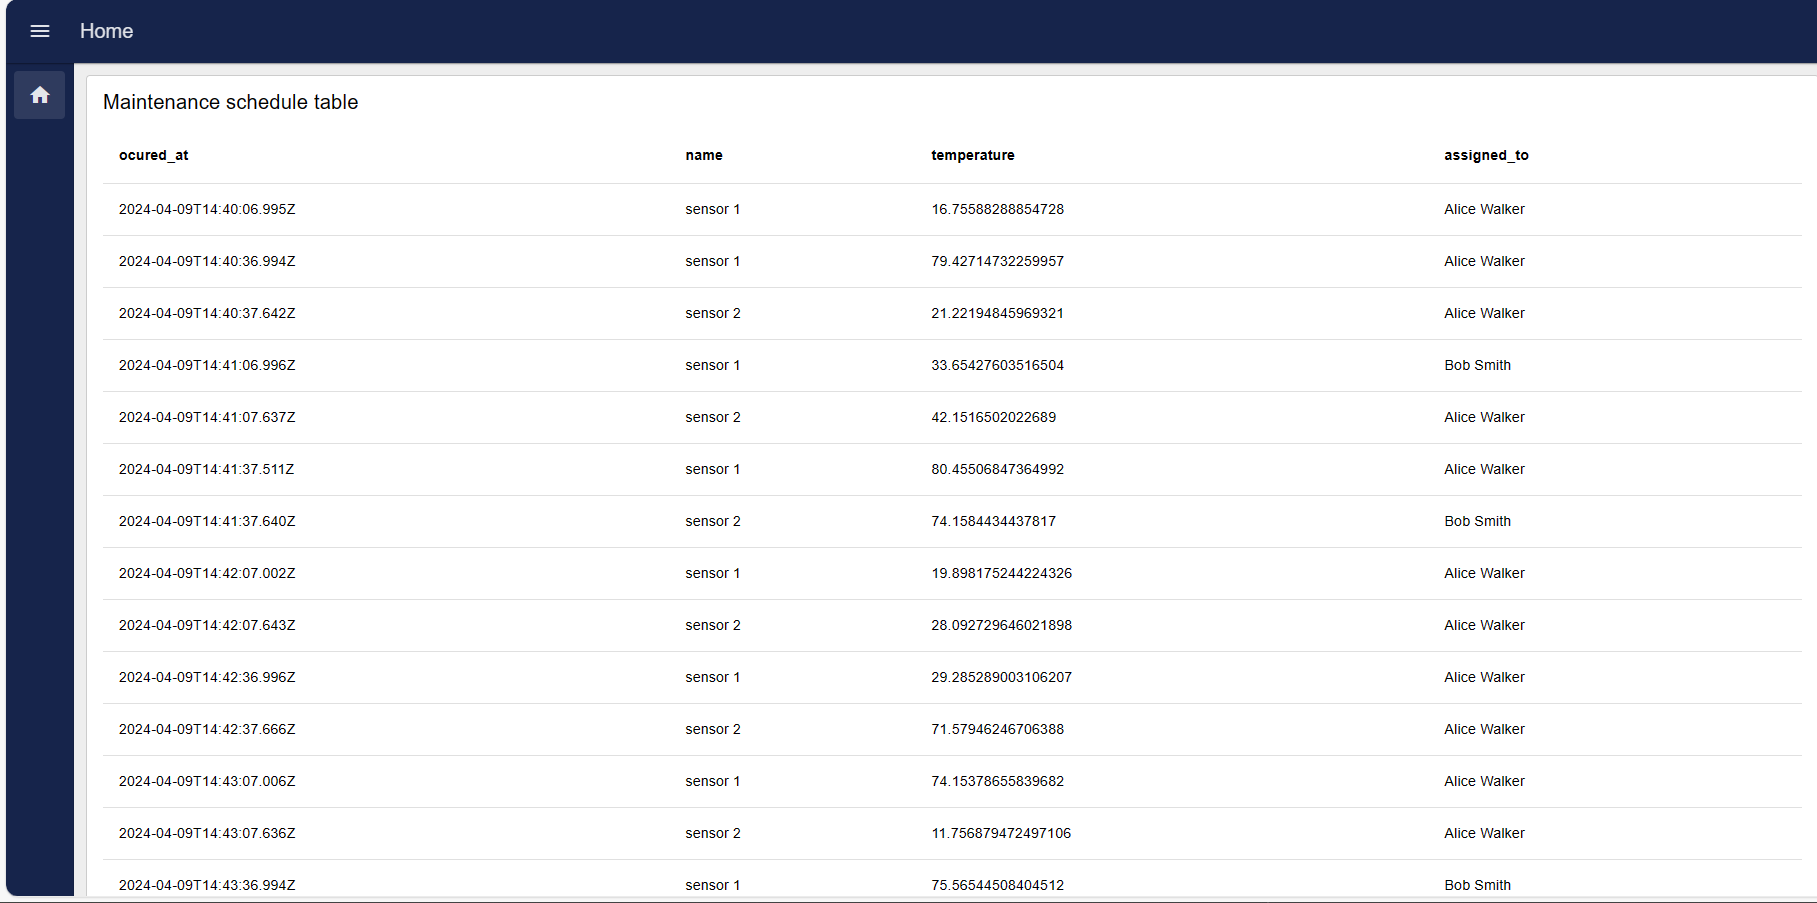 Home
Maintenance schedule table
ocured_at name temperature assigned_to
2024-04-09T14:40:06.995Z sensor 1 16.75588288854728 Alice Walker
2024-04-09T14:40:36.994Z sensor 1 79.42714732259957 Alice Walker
2024-04-09T14:40:37.642Z sensor 2 21.22194845969321 Alice Walker
2024-04-09T14:41:06.996Z sensor 1 33.65427603516504 Bob Smith
2024-04-09T14:41:07.637Z sensor 2 42.1516502022689 Alice Walker
2024-04-09T14:41:37.511Z sensor 1 80.45506847364992 Alice Walker
2024-04-09T14:41:37.640Z sensor 2 74.1584434437817 Bob Smith
2024-04-09T14:42:07.002Z sensor 1 19.898175244224326 Alice Walker
2024-04-09T14:42:07.643Z sensor 2 28.092729646021898 Alice Walker
2024-04-09T14:42:36.996Z sensor 1 29.285289003106207 Alice Walker
2024-04-09T14:42:37.666Z sensor 2 71.57946246706388 Alice Walker
2024-04-09T14:43:07.006Z sensor 1 74.15378655839682 Alice Walker
2024-04-09T14:43:07.636Z sensor 2 11.756879472497106 Alice Walker
2024-04-09T14:43:36.994Z sensor 1 75.56544508404512 Bob Smith